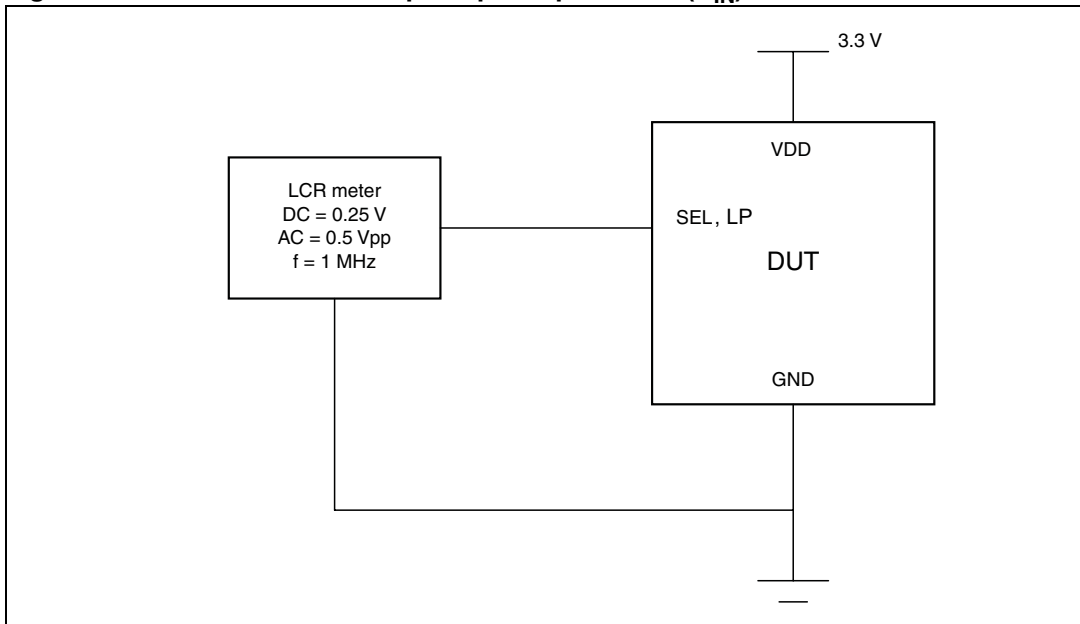 3.3 V
VDD
LCR meter
DC = 0.25 V
AC = 0.5 Vpp
f = 1 MHz
SEL, LP
DUT
GND